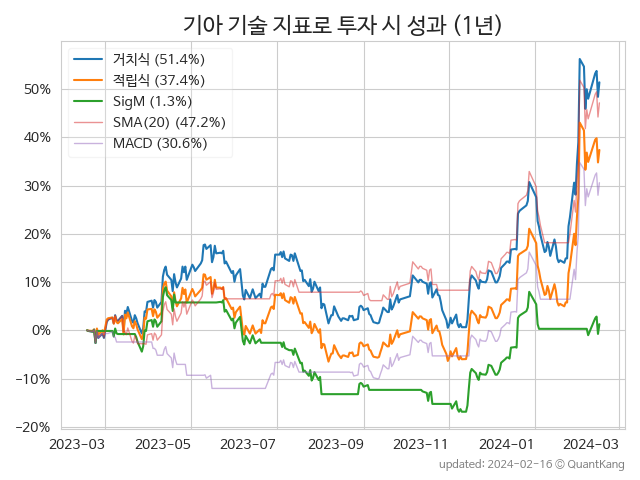 기아 기술 지표로 투자 시 성과 (1년)
거치식 (51.4%)
적립식 (37.4%)
SigM (1.3%)
SMA(20) (47.2%)
MACD (30.6%)
50%
40%
30%
20%
10%
0%
−10%
−20%
2023-03 2023-05 2023-07 2023-09 2023-11 2024-01 2024-03
updated: 2024-02-16 © QuantKang